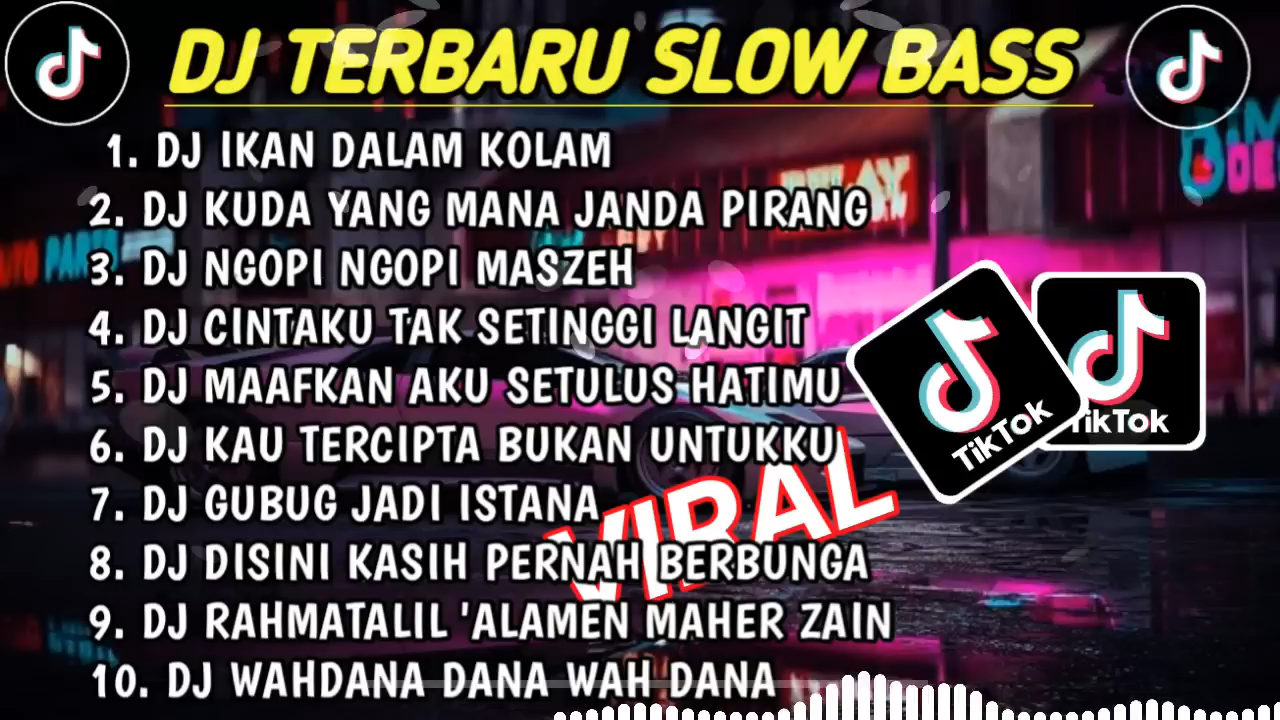 DJ TERBARU SLOW BASS
1. DJ IKAN DALAM KOLAM
2. DJ KUDA YANG MANA JANDA PIRANG
3. DJ NGOPI NGOPI MASZEH
4. DJ CINTAKU TAK SETINGGI LANGIT
5. DJ MAAFKAN AKU SETULUS HATIMU
6. DJ KAU TERCIPTA BUKAN UNTUKKU
7. DJ GUBUG JADI ISTANA
8. DJ DISINI KASIH PERNAH BERBUNGA
9. DJ RAHMATALIL 'ALAMEN MAHER ZAIN
10. DJ WAHDANA DANA WAH DANA
TikTok
TikTok
VIRAL